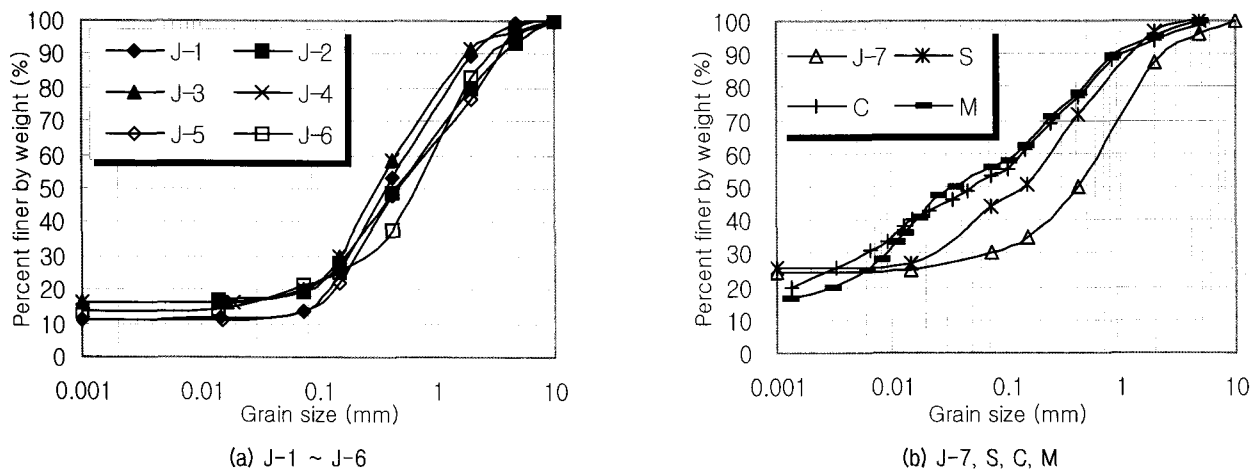 Percent finer by weight (%)
100
90
80
70
60
50
40
30
20
10
0
J-1 J-2
J-3 J-4
J-5 J-6
0.001 0.01 0.1 1 10
Grain size (mm)
(a) J-1 ~ J-6
Percent finer by weight (%)
100
90
80
70
60
50
40
30
20
10
0
J-7 S
C M
0.001 0.01 0.1 1 10
Grain size (mm)
(b) J-7, S, C, M